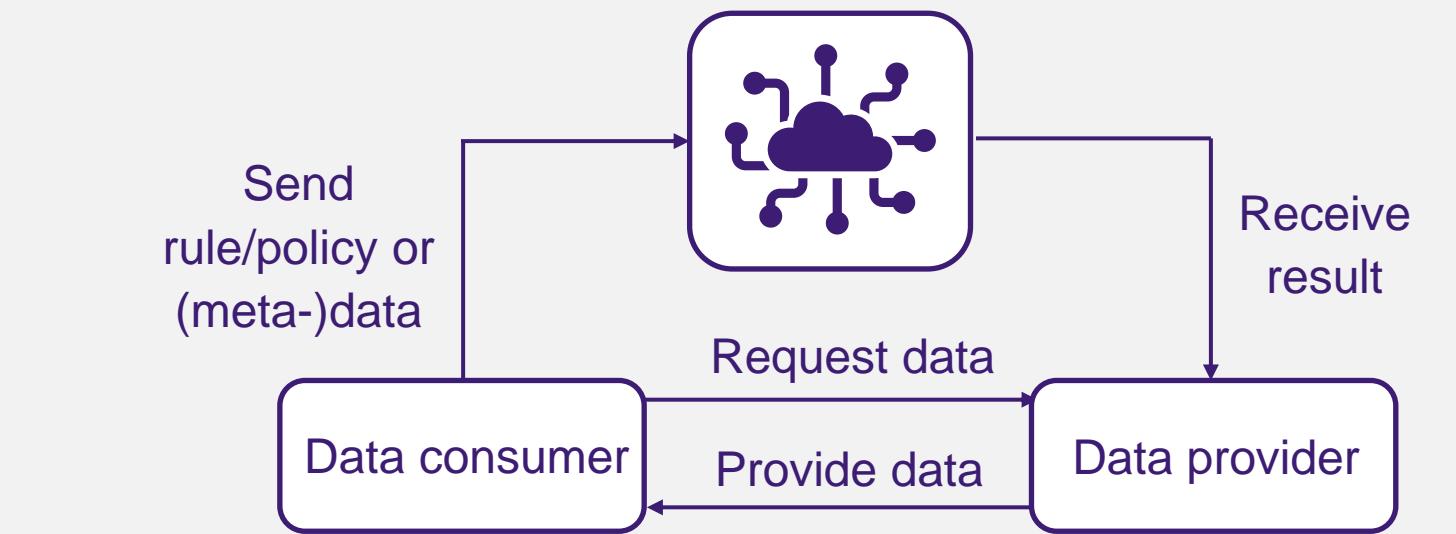 Send
rule/policy or
(meta-)data
Receive
result
Request data
Data consumer
Provide data
Data provider